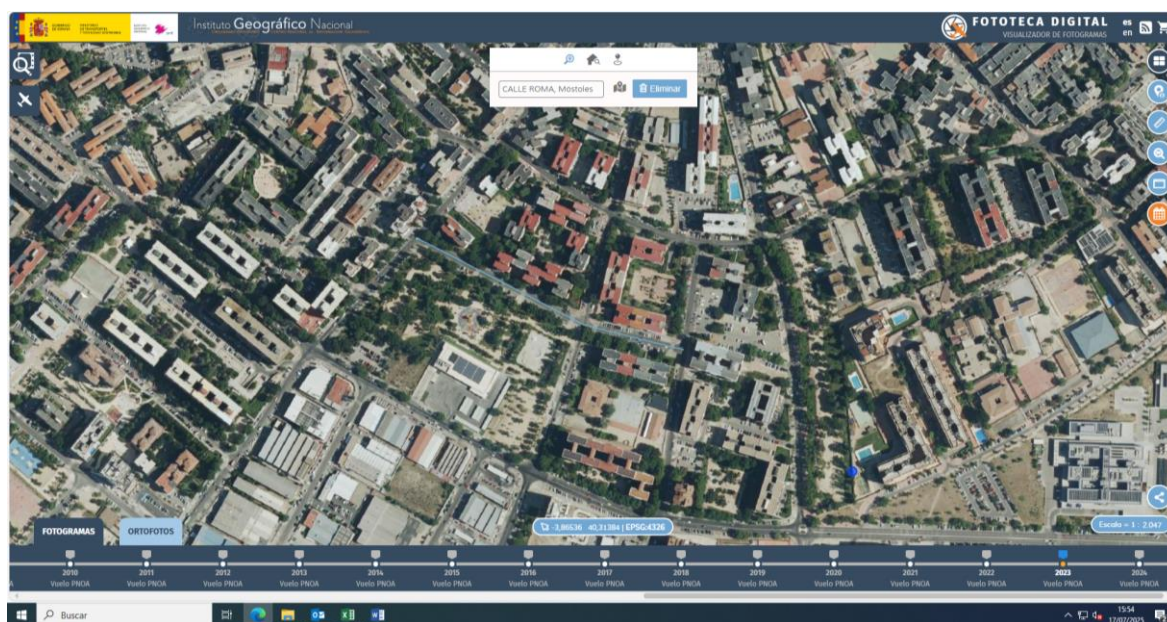 Instituto Geográfico Nacional
FOTOTECA DIGITAL
VISUALIZADOR DE FOTOGRAMAS
es
en
CALLE ROMA, Móstoles
Eliminar
FOTOGRAMAS
ORTOFOTOS
-3,86536 40,31384 | EPSG:4326
Escala = 1 : 2.047
2010 2011 2012 2013 2014 2015 2016 2017 2018 2019 2020 2021 2022 2023 2024
A Vuelo PNOA Vuelo PNOA Vuelo PNOA Vuelo PNOA Vuelo PNOA Vuelo PNOA Vuelo PNOA Vuelo PNOA Vuelo PNOA Vuelo PNOA Vuelo PNOA Vuelo PNOA Vuelo PNOA Vuelo PNOA Vuelo PNOA
Buscar
15:54
17/07/2025